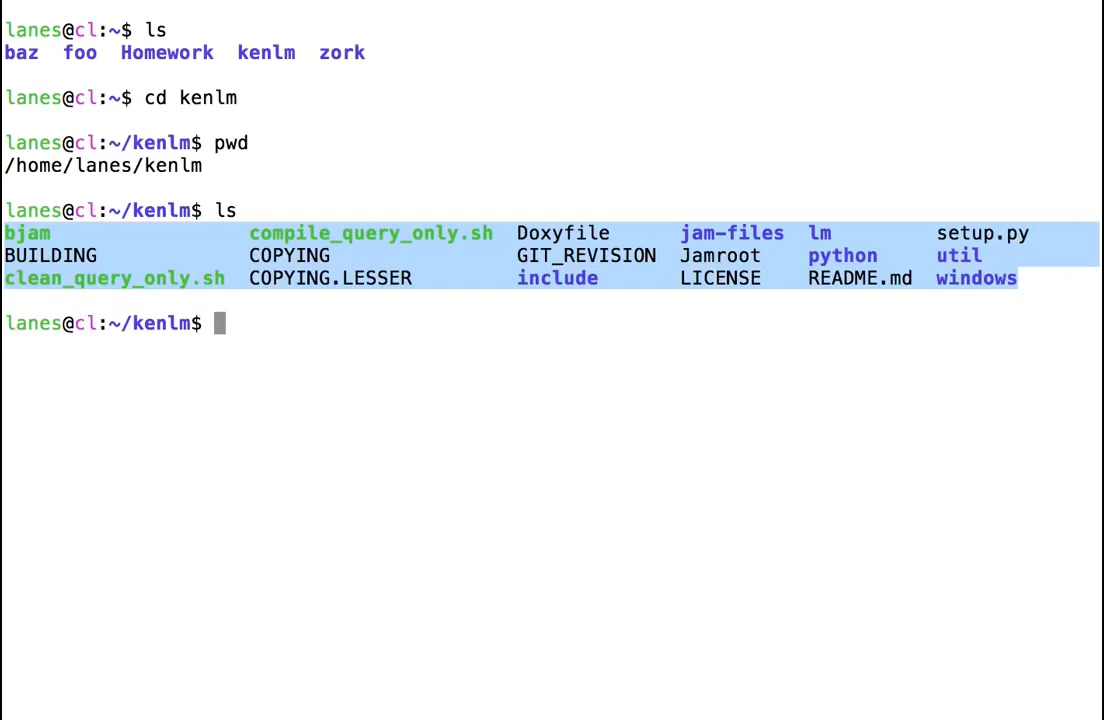 lanes@cl:~$ ls
baz  foo  Homework  kenlm  zork
lanes@cl:~$ cd kenlm
lanes@cl:~/kenlm$ pwd
/home/lanes/kenlm
lanes@cl:~/kenlm$ ls
bjam                 compile_query_only.sh  Doxyfile      jam-files  lm         setup.py
BUILDING             COPYING                GIT_REVISION  Jamroot    python     util
clean_query_only.sh  COPYING.LESSER         include       LICENSE    README.md  windows
lanes@cl:~/kenlm$